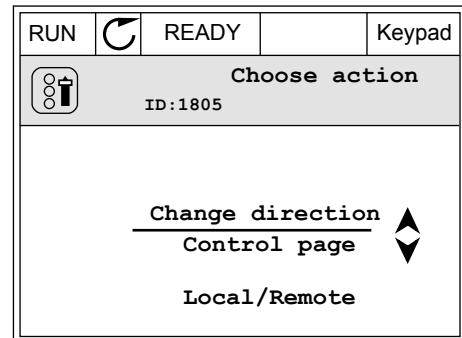 RUN READY Keypad
Choose action
ID:1805
Change direction
Control page
Local/Remote